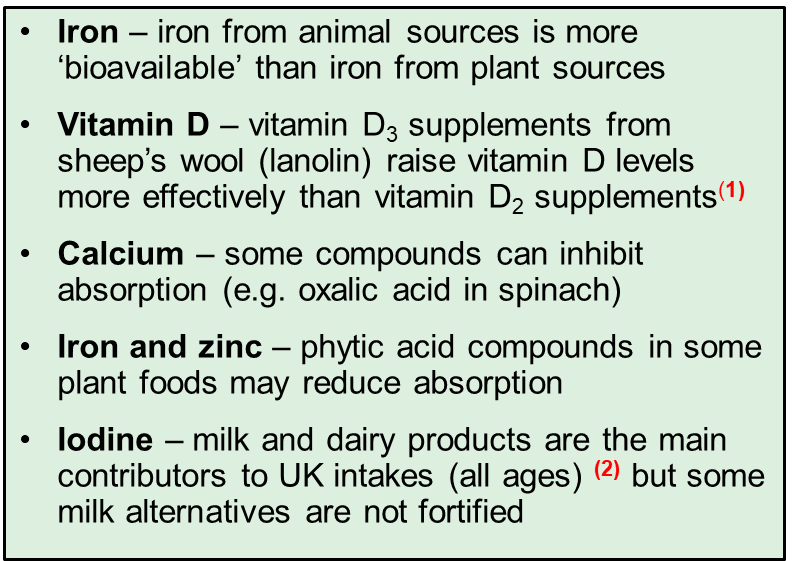 • Iron – iron from animal sources is more
‘bioavailable’ than iron from plant sources
• Vitamin D – vitamin D3 supplements from
sheep’s wool (lanolin) raise vitamin D levels
more effectively than vitamin D2 supplements(1)
• Calcium – some compounds can inhibit
absorption (e.g. oxalic acid in spinach)
• Iron and zinc – phytic acid compounds in some
plant foods may reduce absorption
• Iodine – milk and dairy products are the main
contributors to UK intakes (all ages) (2) but some
milk alternatives are not fortified